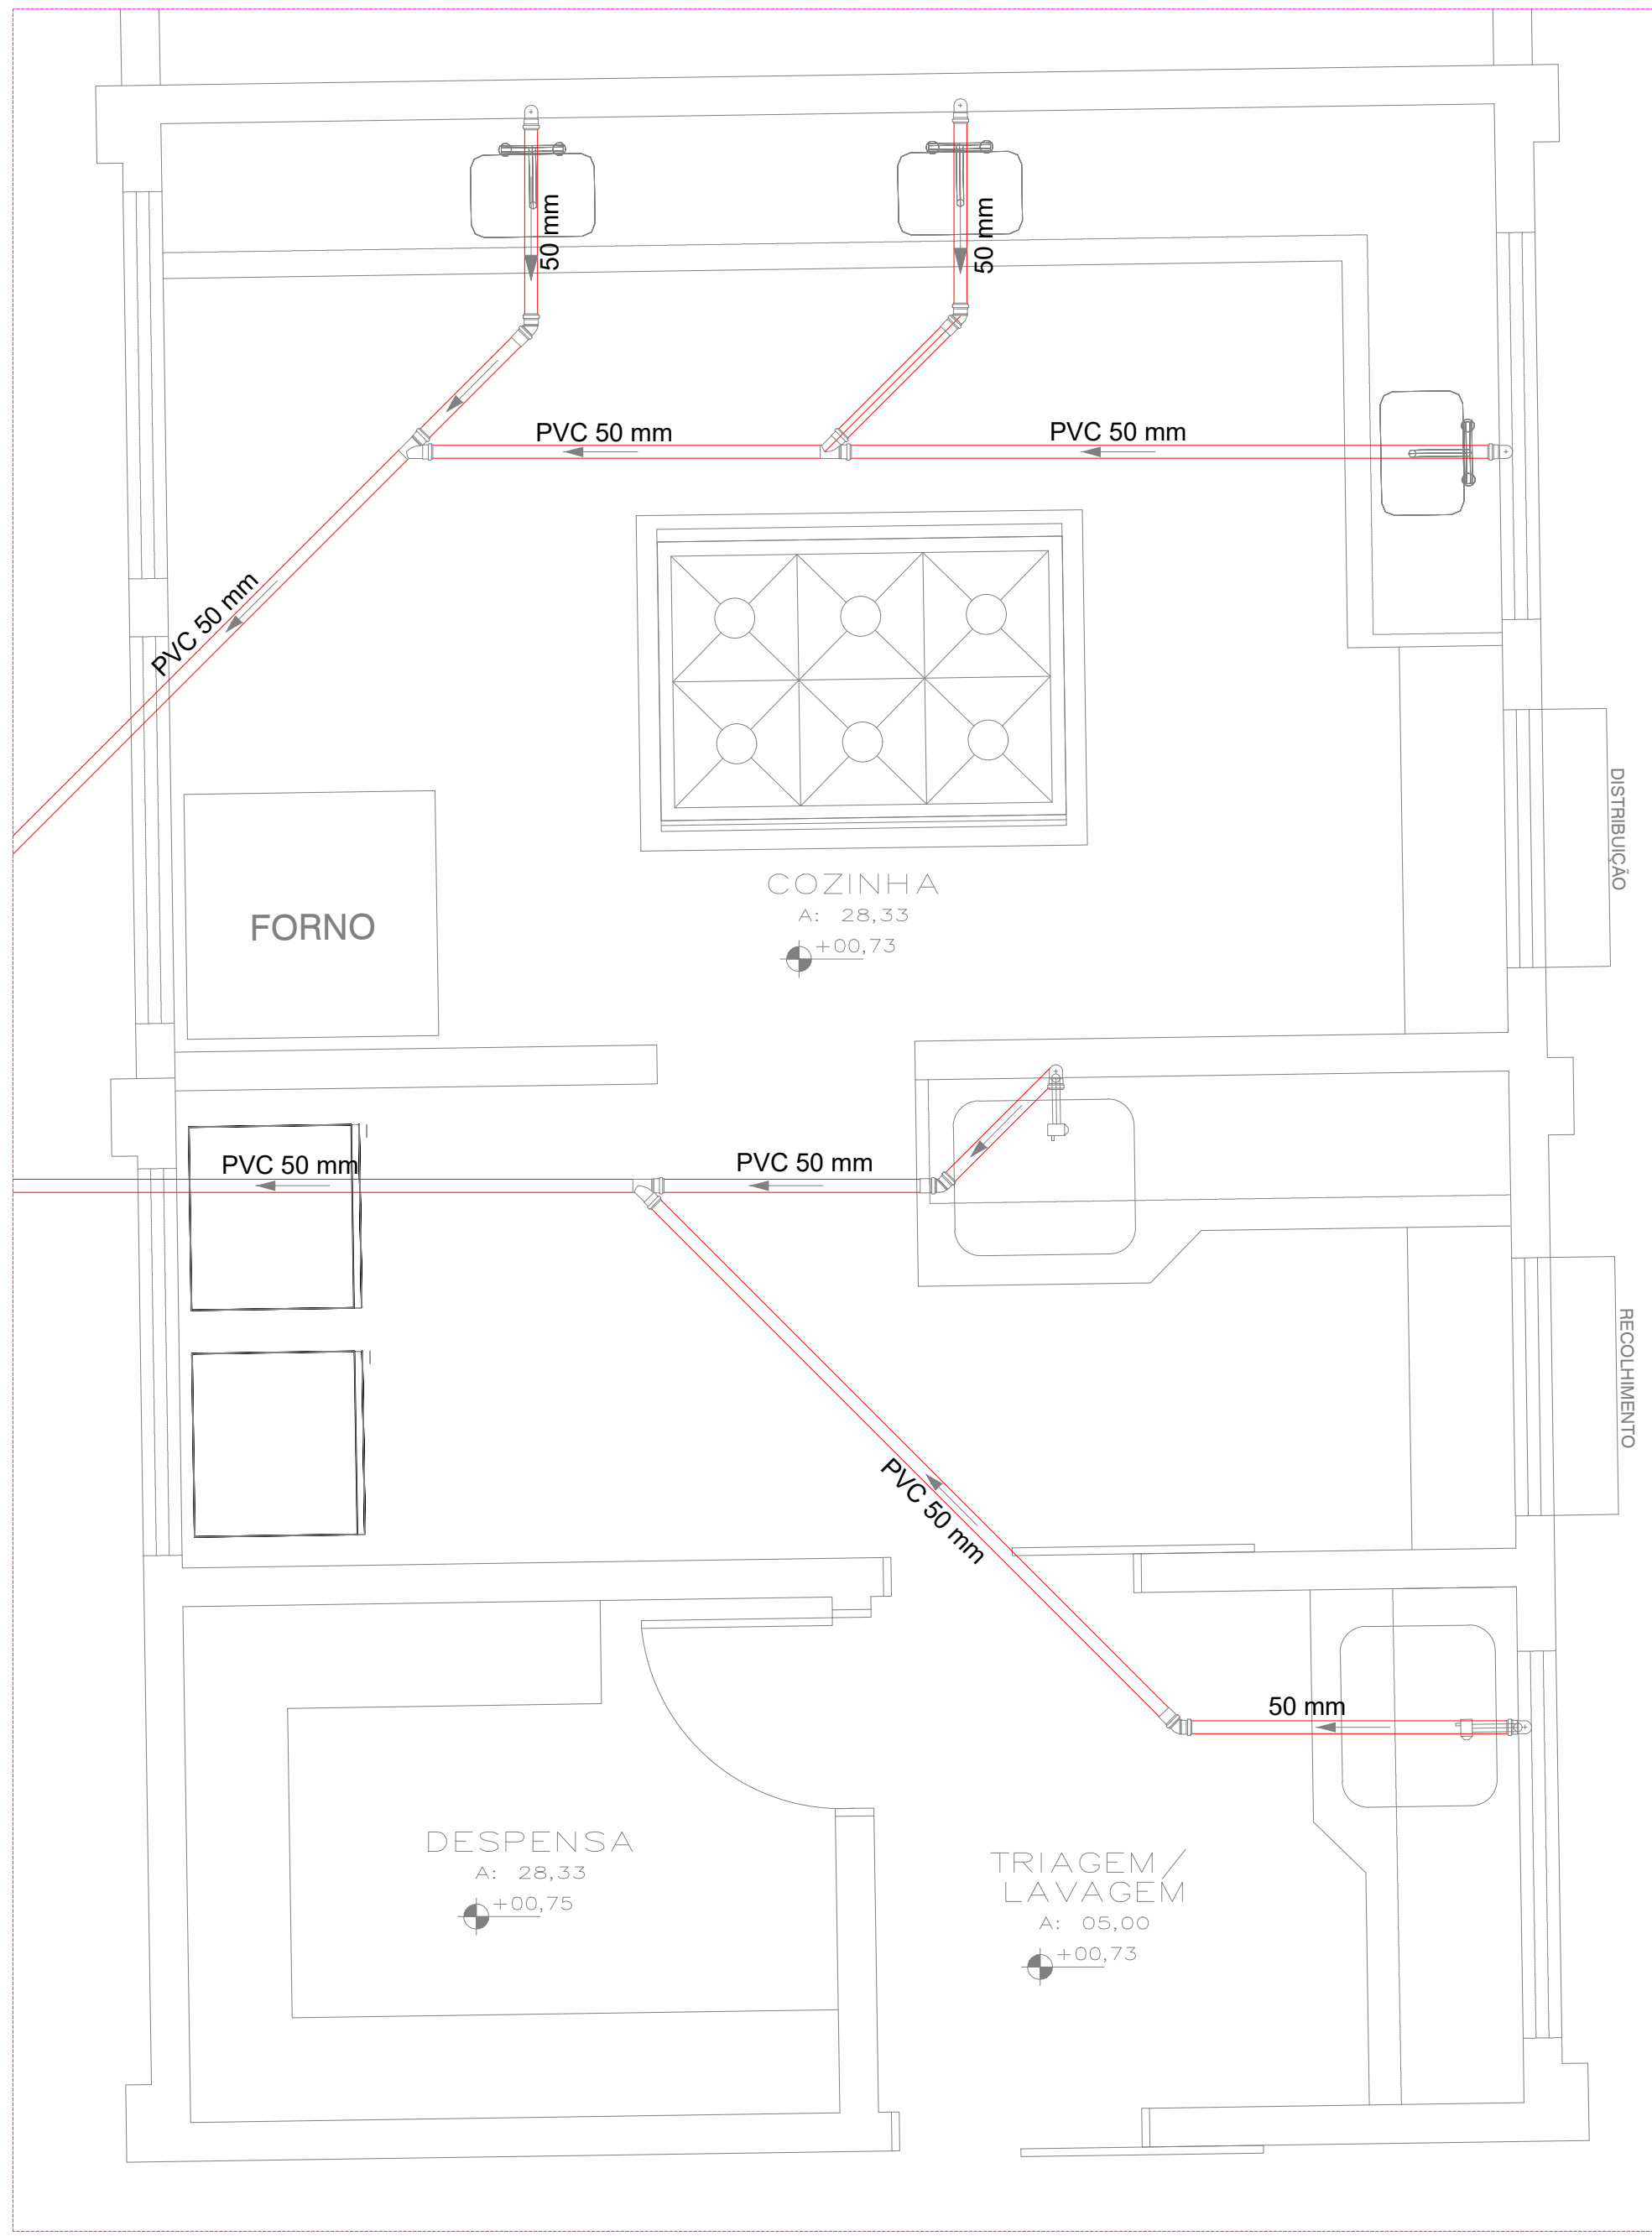 50 mm
50 mm
PVC 50 mm
PVC 50 mm
PVC 50 mm
DISTRIBUIÇÃO
COZINHA
A: 28,33
+00,73
FORNO
PVC 50 mm
PVC 50 mm
RECOLHIMENTO
PVC 50 mm
50 mm
DESPENSA
A: 28,33
+00,75
TRIAGEM/
LAVAGEM
A: 05,00
+00,73